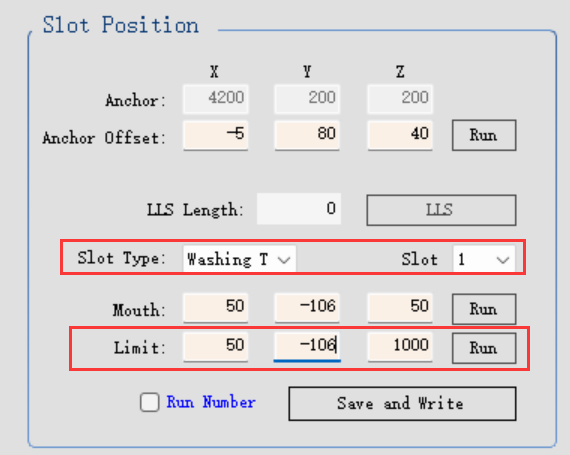 Slot Position
X Y Z
Anchor: 4200 200 200
Anchor Offset: -5 80 40 Run
LLS Length: 0 LLS
Slot Type: Washing T Slot 1
Mouth: 50 -106 50 Run
Limit: 50 -106 1000 Run
Run Number Save and Write